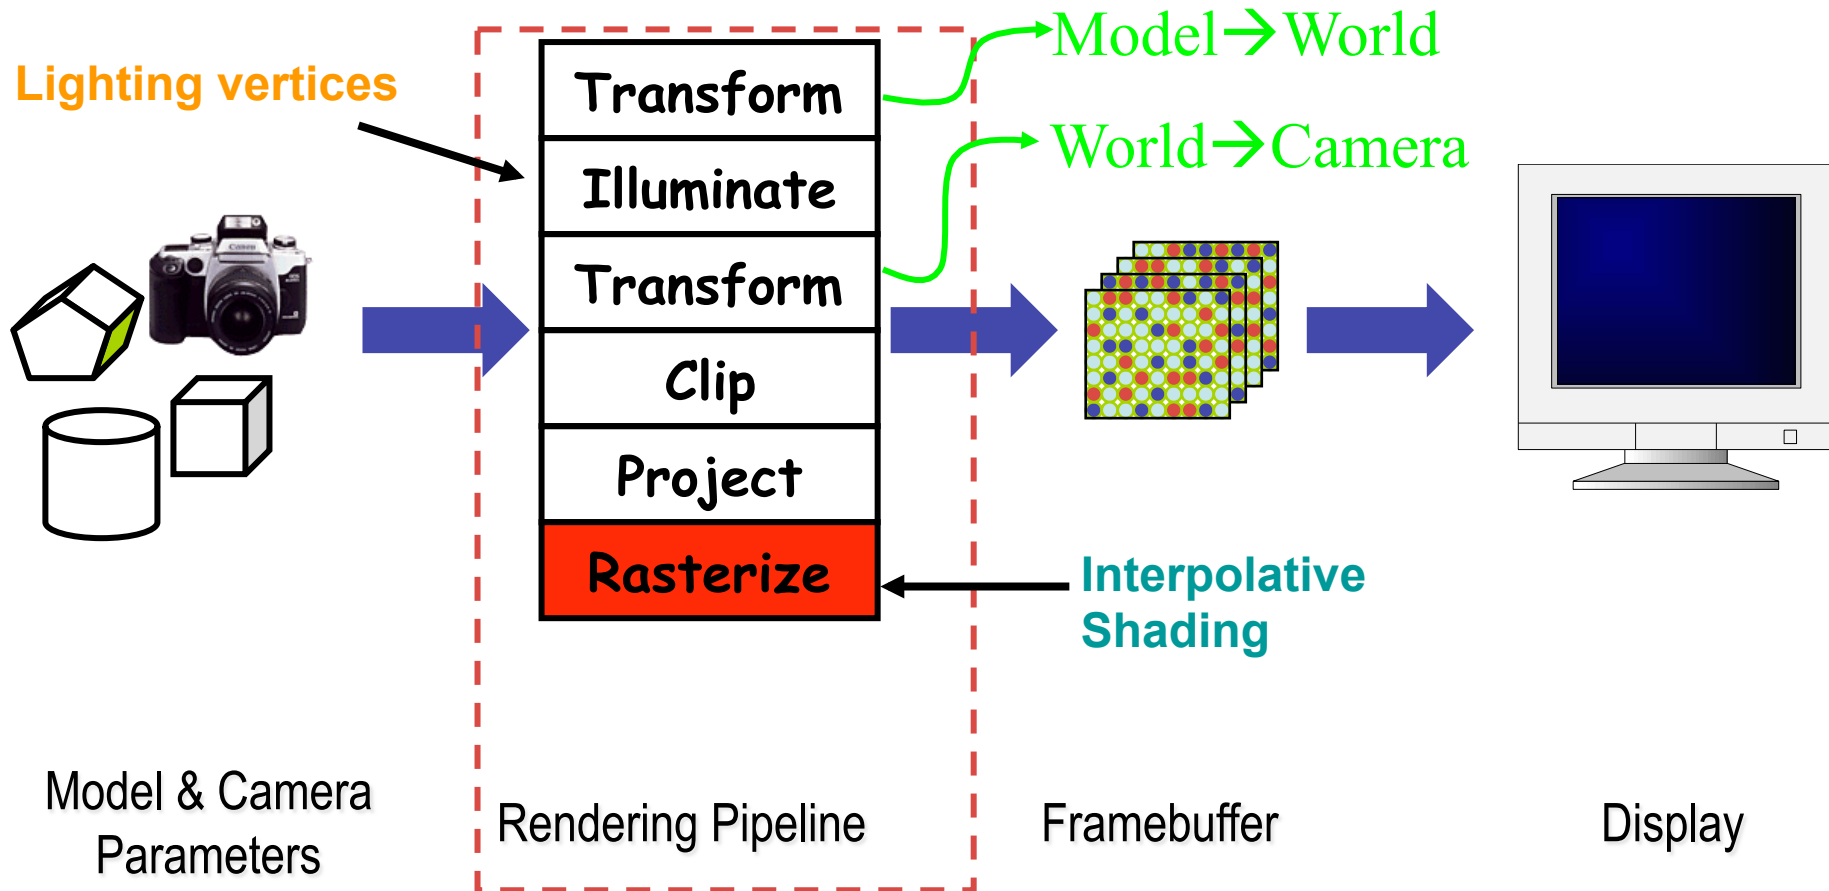 Lighting vertices
Transform
Illuminate
Transform
Clip
Project
Rasterize
Model→World
World→Camera
Interpolative
Shading
Canon
Model & Camera
Parameters
Rendering Pipeline
Framebuffer
Display